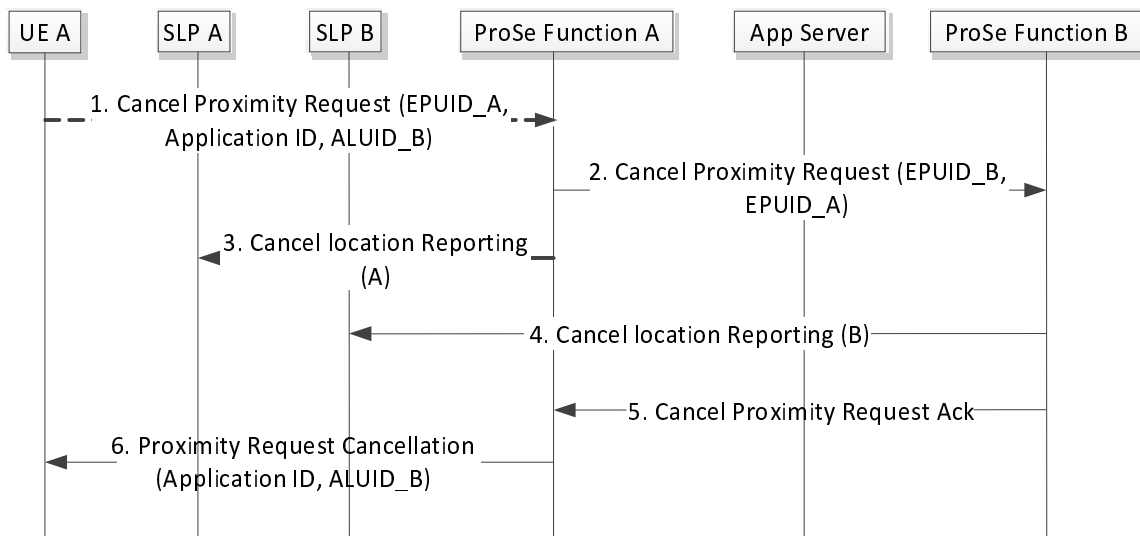 UE A
SLP A
SLP B
ProSe Function A
App Server
ProSe Function B
1. Cancel Proximity Request (EPUID_A,
Application ID, ALUID_B)
2. Cancel Proximity Request (EPUID_B,
EPUID_A)
3. Cancel location Reporting
(A)
4. Cancel location Reporting (B)
5. Cancel Proximity Request Ack
6. Proximity Request Cancellation
(Application ID, ALUID_B)